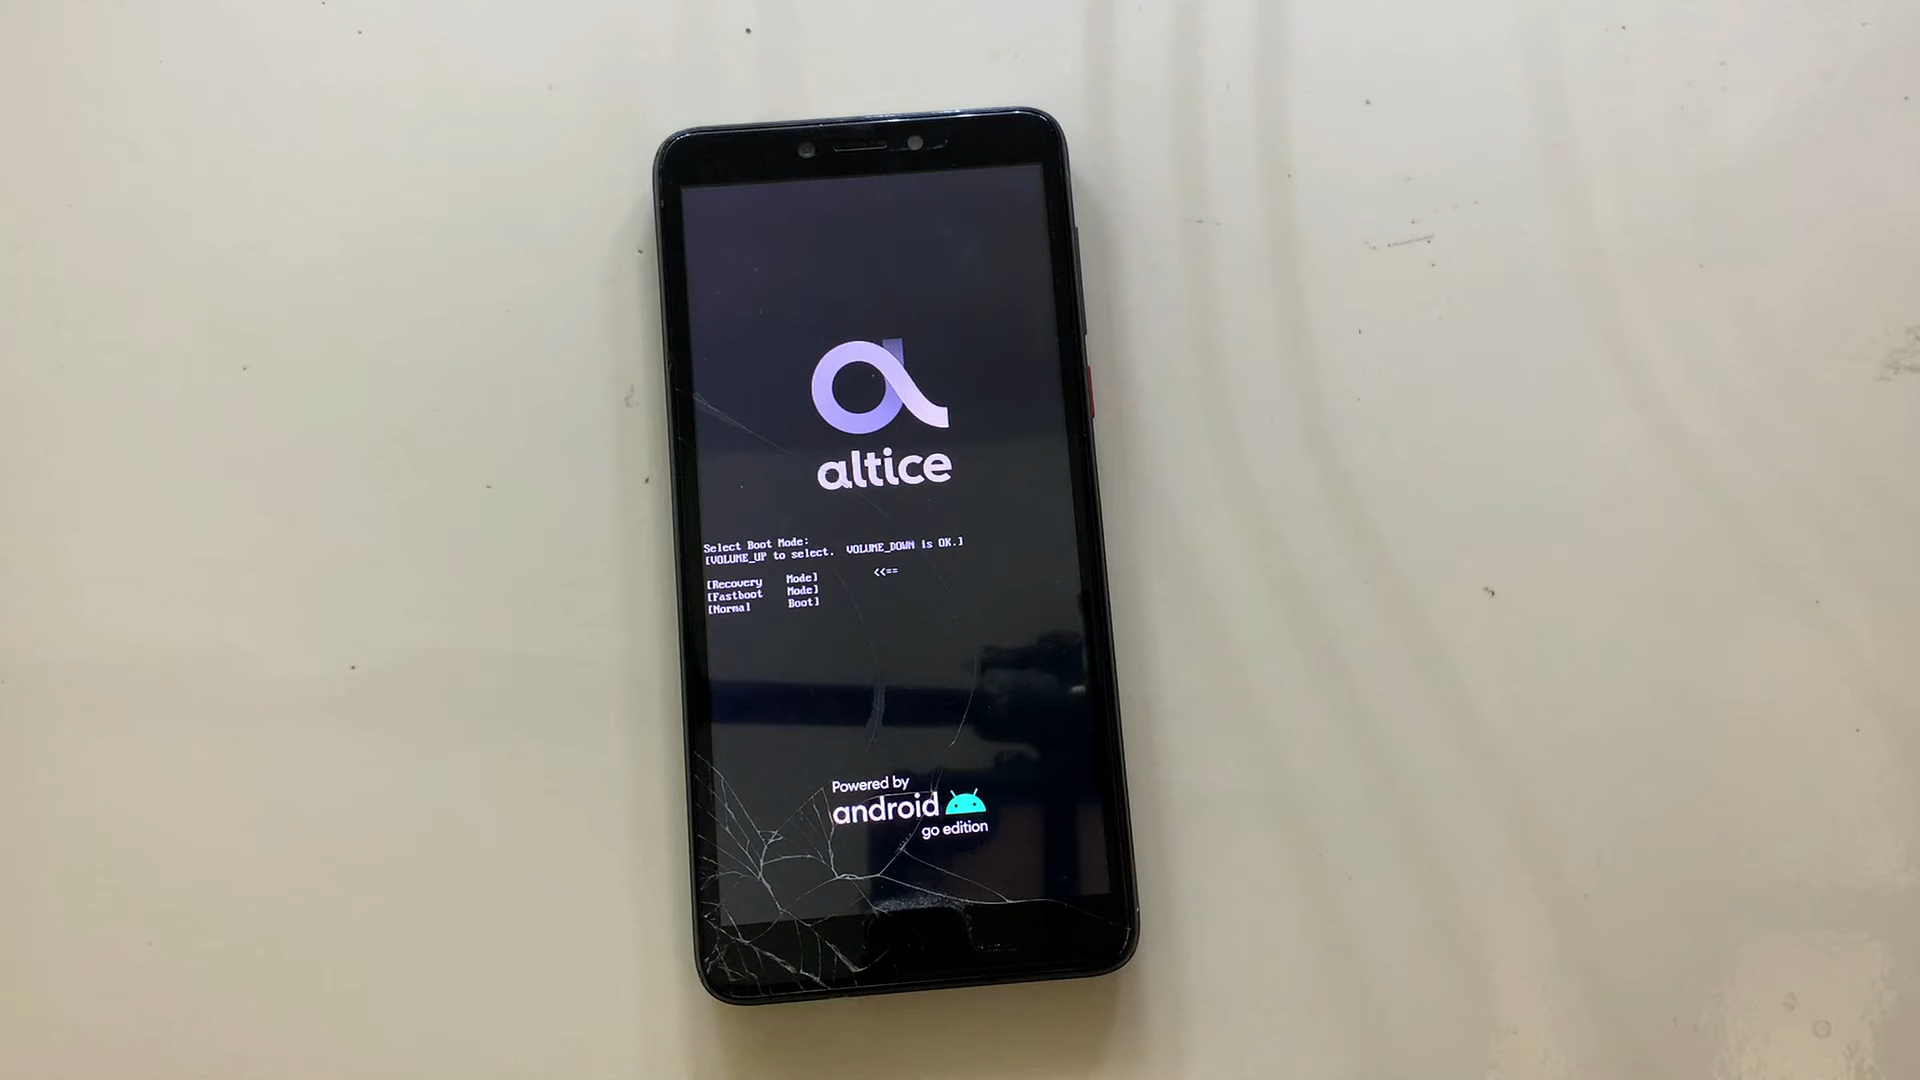 altice
Select Boot Mode:
[VOLUME_UP to select.  VOLUME_DOWN is OK.]
[Recovery    Mode]        <<==
[Fastboot    Mode]
[Normal      Boot]
Powered by
android
go edition